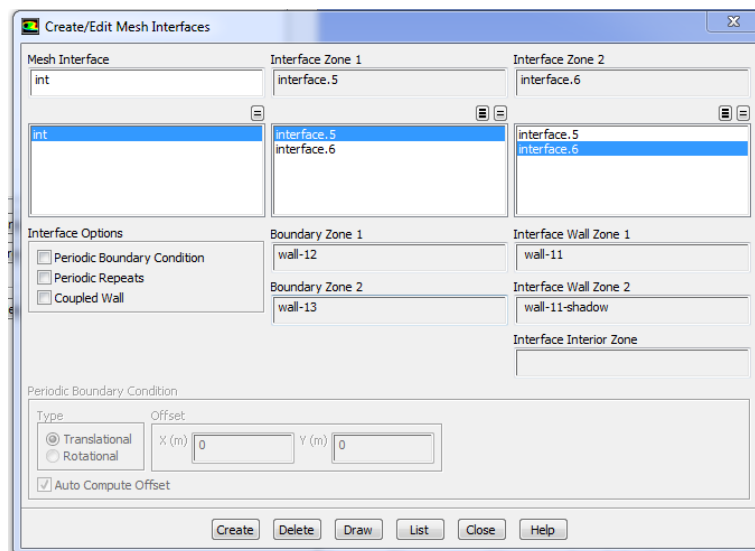 Create/Edit Mesh Interfaces
X
Mesh Interface
Interface Zone 1
Interface Zone 2
int
interface.5
interface.6
int
interface.5
interface.6
interface.5
interface.6
Interface Options
Periodic Boundary Condition
Periodic Repeats
Coupled Wall
Boundary Zone 1
wall-12
Boundary Zone 2
wall-13
Interface Wall Zone 1
wall-11
Interface Wall Zone 2
wall-11-shadow
Interface Interior Zone
Periodic Boundary Condition
Type
Translational
Rotational
Offset
X (m) 0
Y (m) 0
Auto Compute Offset
Create Delete Draw List Close Help